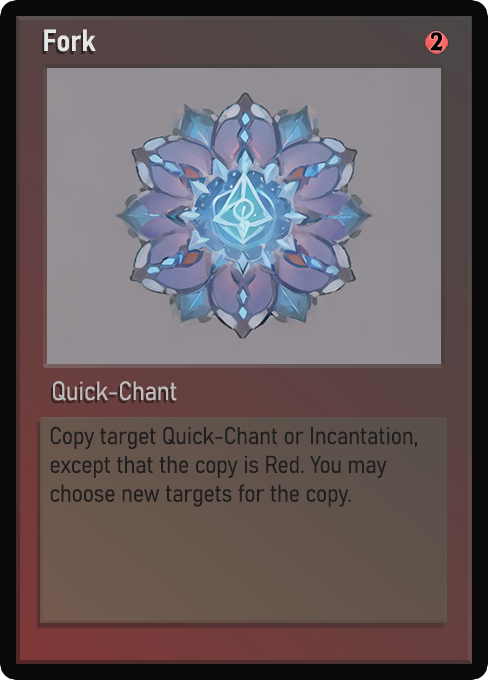 Fork
2
Quick-Chant
Copy target Quick-Chant or Incantation,
except that the copy is Red. You may
choose new targets for the copy.